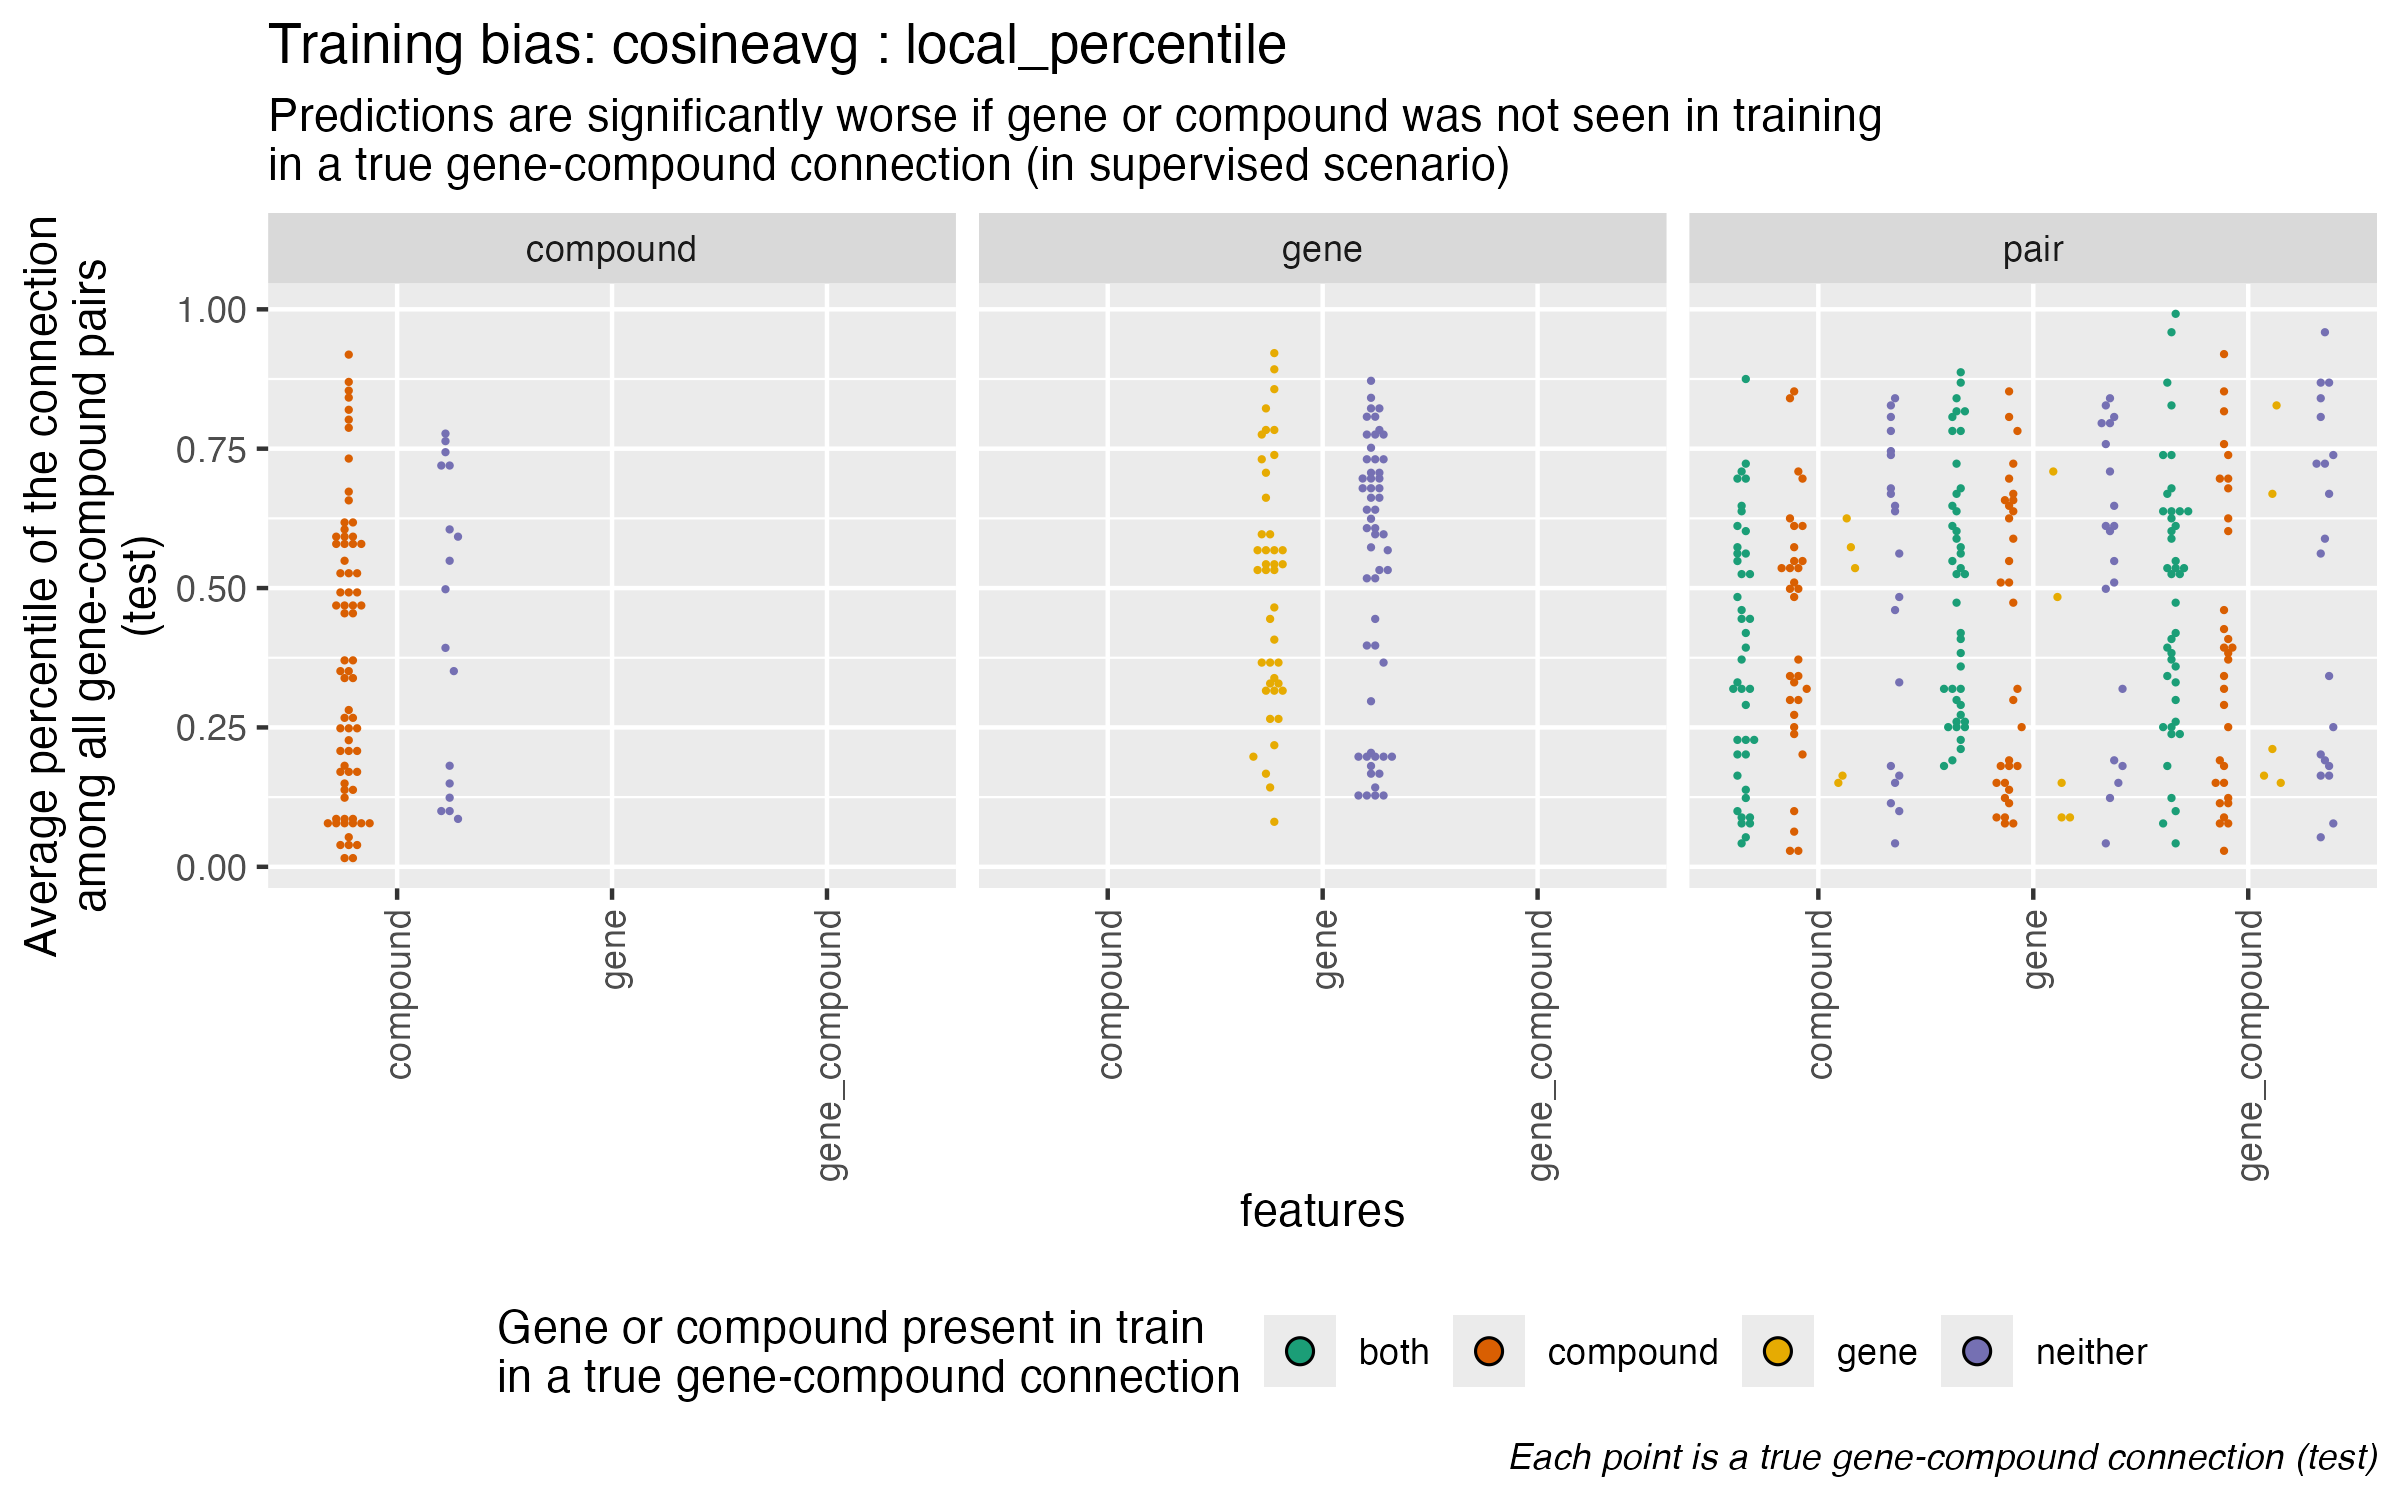 Training bias: cosineavg : local_percentile
Predictions are significantly worse if gene or compound was not seen in training
in a true gene-compound connection (in supervised scenario)
Average percentile of the connection
among all gene-compound pairs
(test)
compound
gene
pair
1.00
0.75
0.50
0.25
0.00
compound
gene
gene_compound
compound
gene
gene_compound
compound
gene
gene_compound
features
Gene or compound present in train
in a true gene-compound connection
both
compound
gene
neither
Each point is a true gene-compound connection (test)